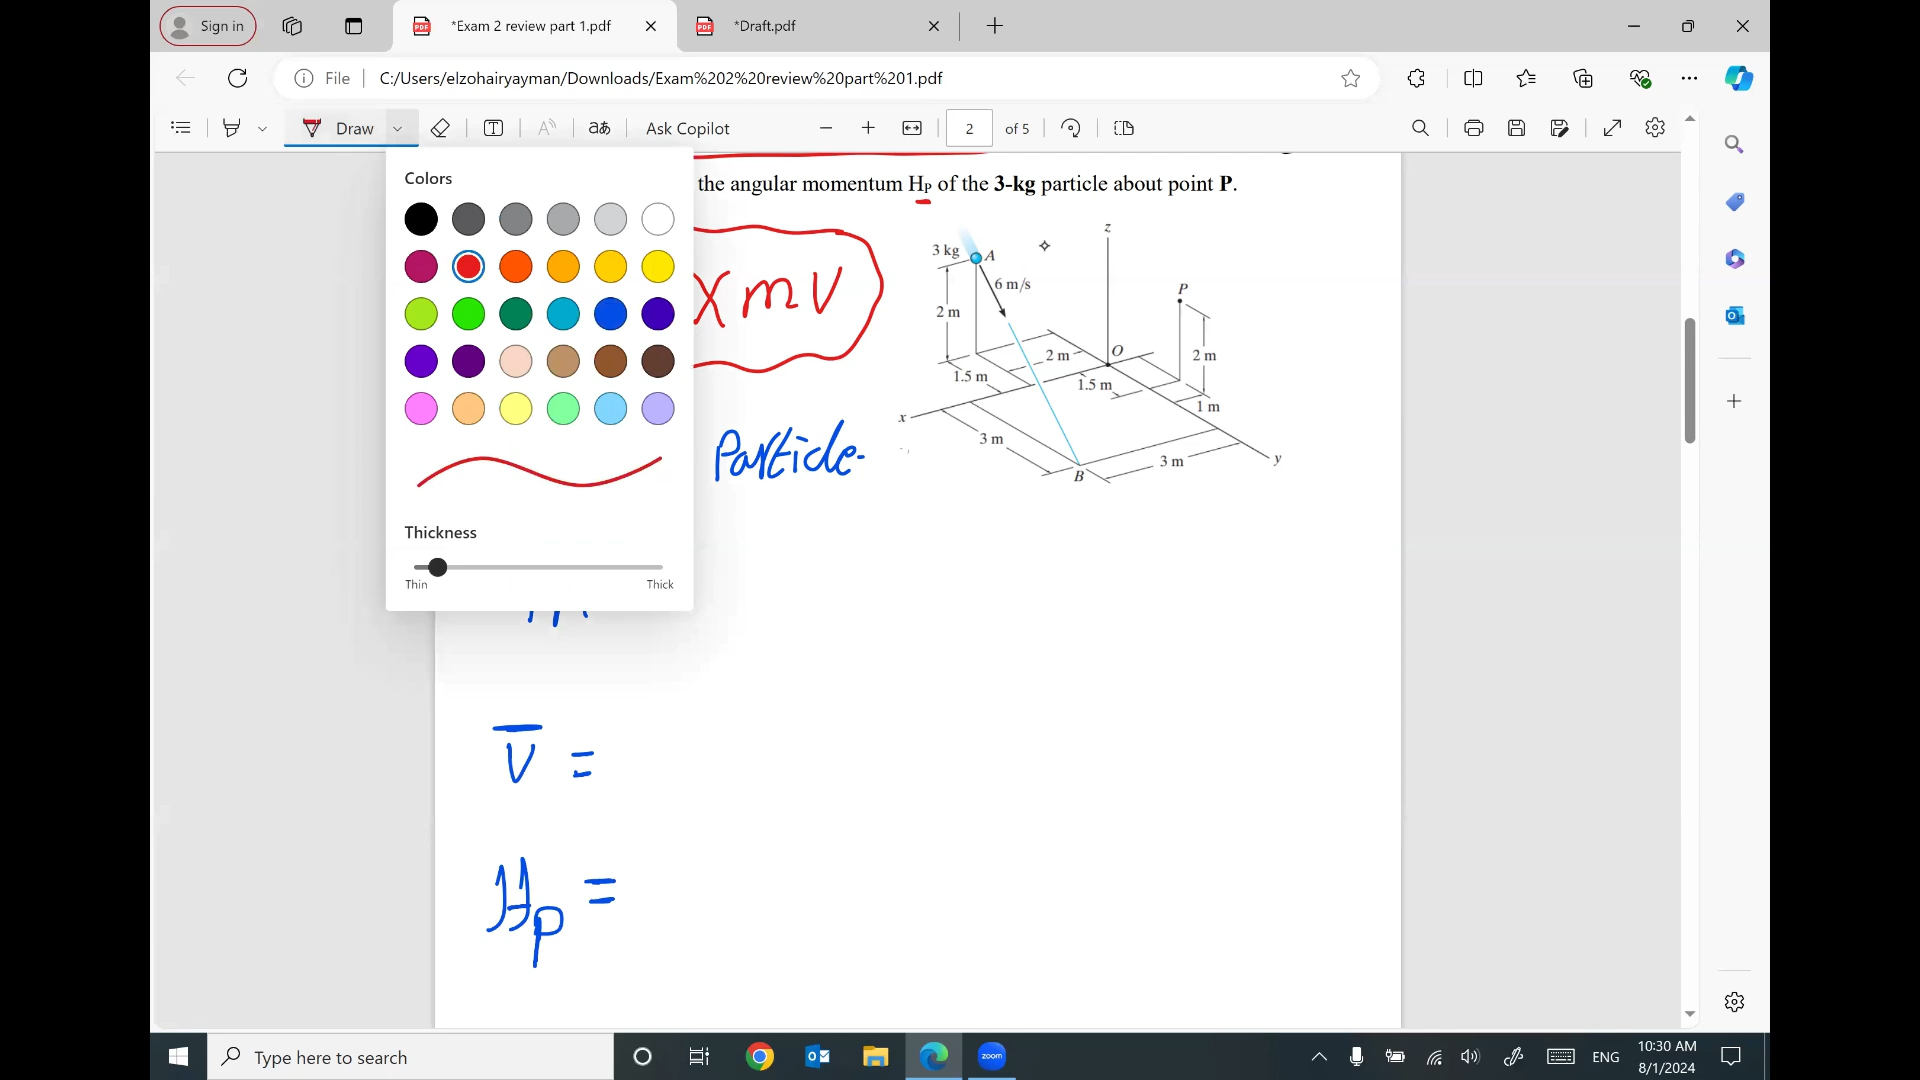 Sign in
*Exam 2 review part 1.pdf
*Draft.pdf
File
C:/Users/elzohairyayman/Downloads/Exam%202%20review%20part%201.pdf
Draw
Ask Copilot
2
of 5
Colors
Thickness
Thin
Thick
the angular momentum HP of the 3-kg particle about point P.
X m V
Particle.
3 kg
A
6 m/s
2 m
1.5 m
2 m
O
1.5 m
z
P
2 m
1 m
x
3 m
B
3 m
y
V =
Hp =
Type here to search
zoom
ENG
10:30 AM
8/1/2024